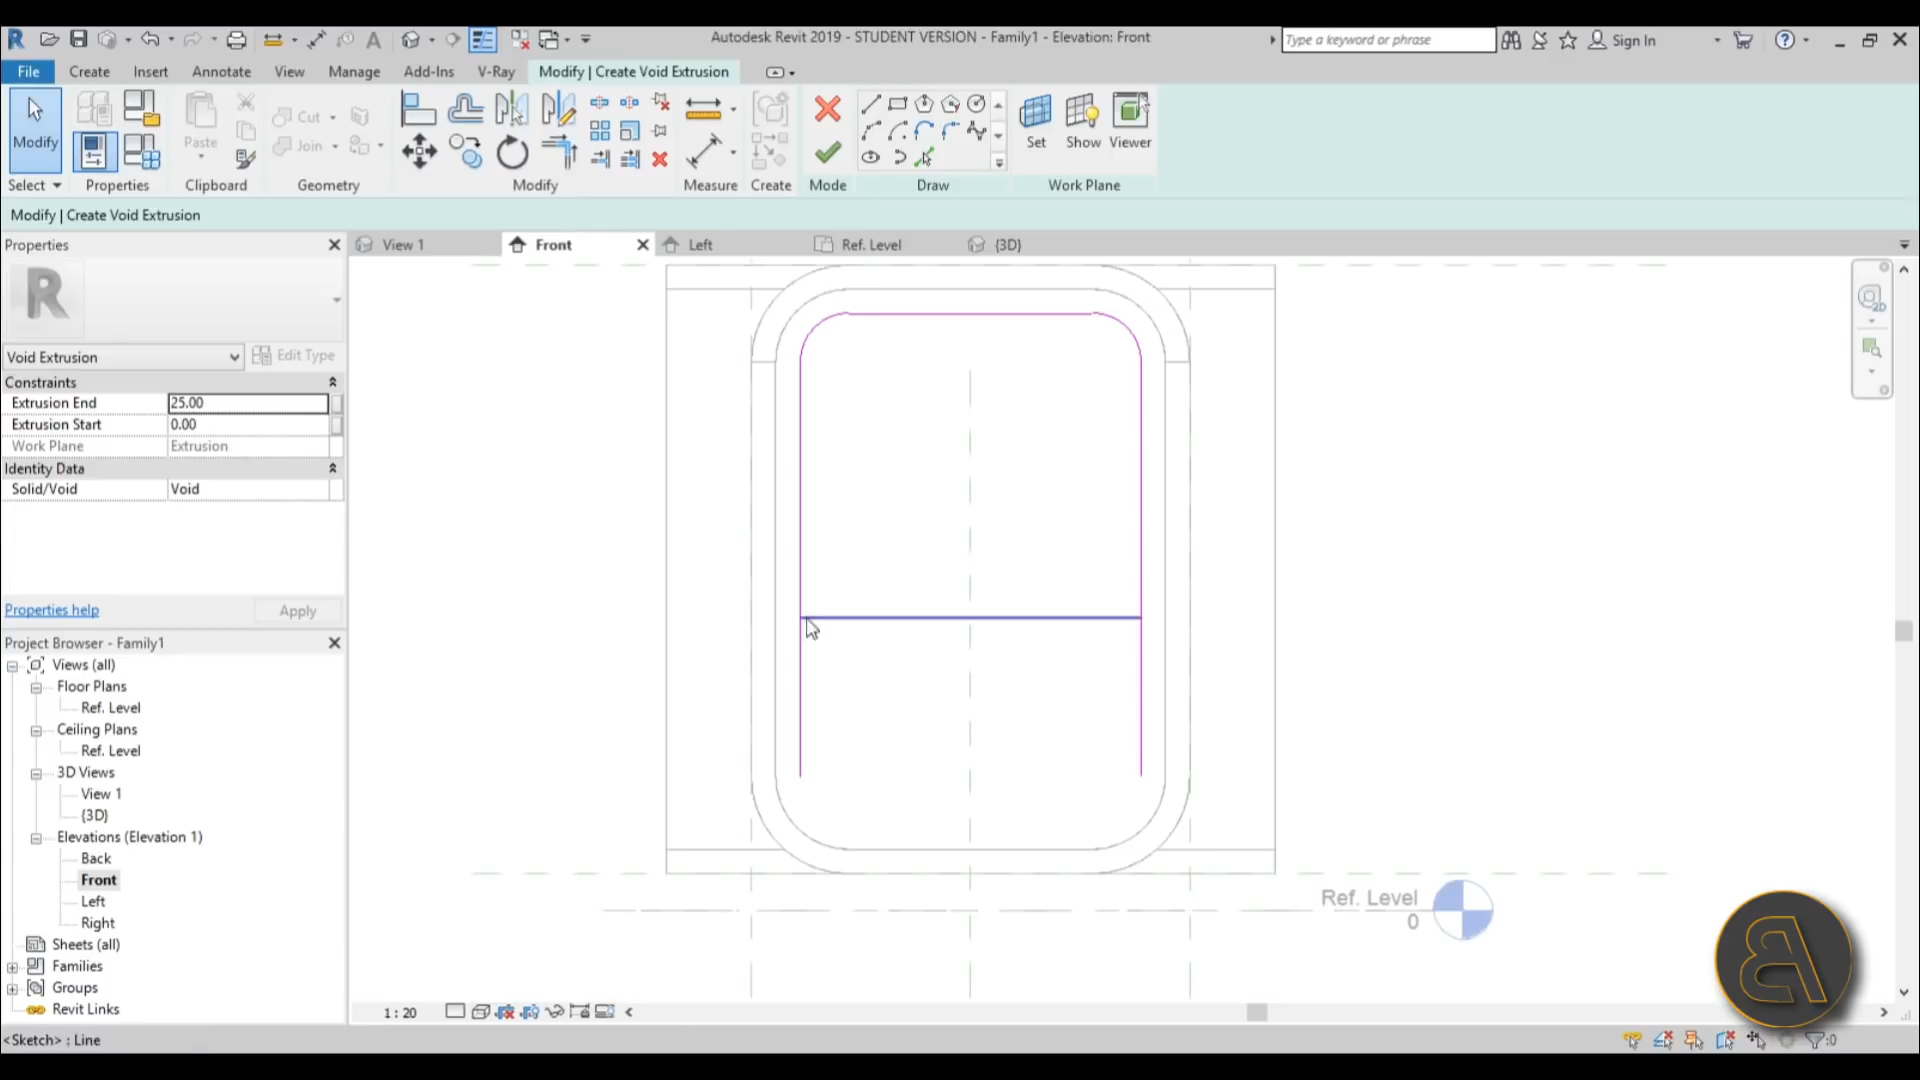 Autodesk Revit 2019 - STUDENT VERSION - Family1 - Elevation: Front
Type a keyword or phrase
Sign In
File Create Insert Annotate View Manage Add-Ins V-Ray Modify | Create Void Extrusion
Modify
Paste
Cut
Join
Set Show Viewer
Select Properties Clipboard Geometry Modify Measure Create Mode Draw Work Plane
Modify | Create Void Extrusion
Properties
View 1 Front Left Ref. Level {3D}
Void Extrusion Edit Type
Constraints
Extrusion End 25.00
Extrusion Start 0.00
Work Plane Extrusion
Identity Data
Solid/Void Void
Properties help Apply
Project Browser - Family1
Views (all)
Floor Plans
Ref. Level
Ceiling Plans
Ref. Level
3D Views
View 1
{3D}
Elevations (Elevation 1)
Back
Front
Left
Right
Sheets (all)
Families
Groups
Revit Links
Ref. Level
0
2D
1 : 20
<Sketch> : Line
:0